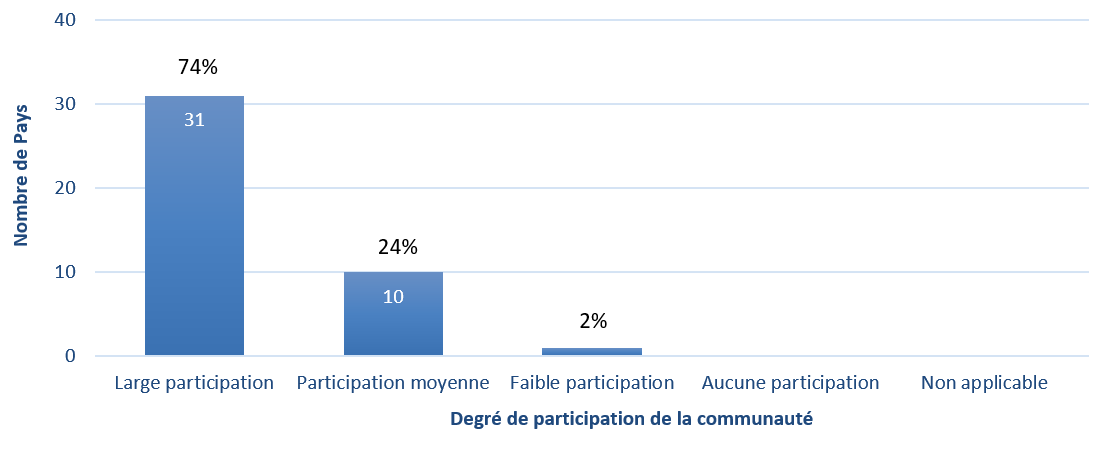 40
74%
30
31
Nombre de Pays
20
24%
10
10
2%
0
Large participation
Participation moyenne
Faible participation
Aucune participation
Non applicable
Degré de participation de la communauté